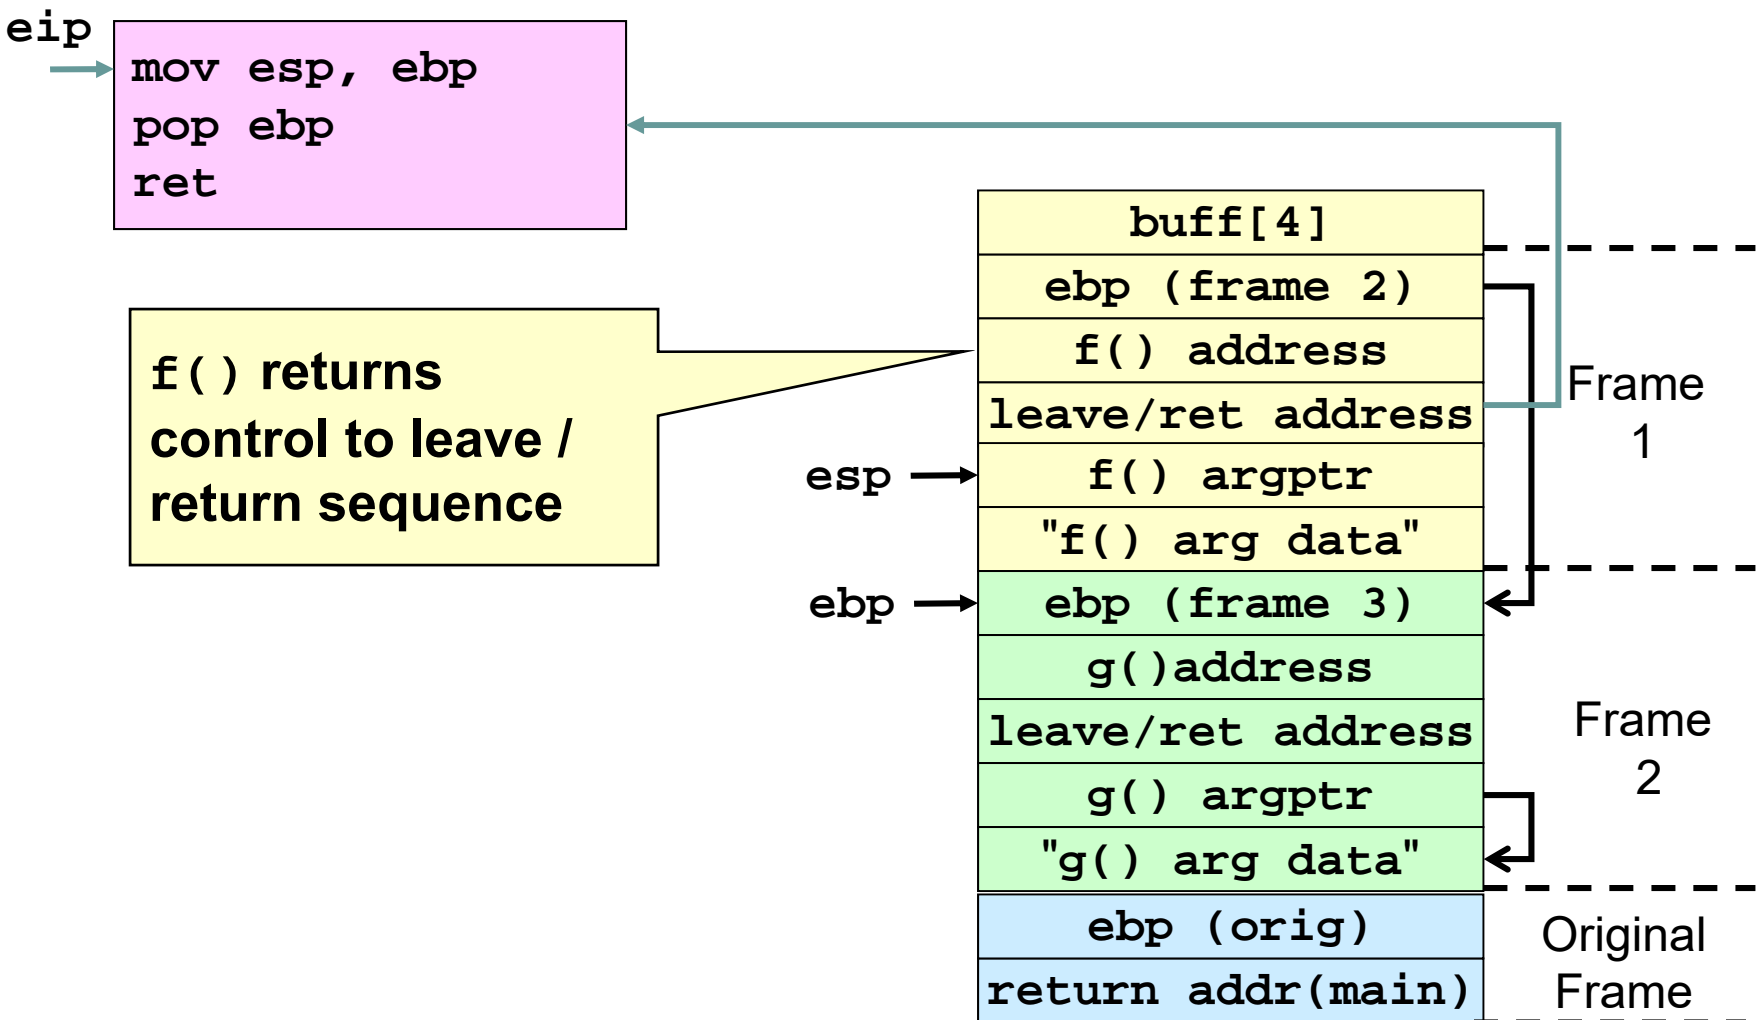 eip
mov esp, ebp
pop ebp
ret
buff[4]
ebp (frame 2)
f() address
leave/ret address
f() argptr
"f() arg data"
ebp (frame 3)
g()address
leave/ret address
g() argptr
"g() arg data"
ebp (orig)
return addr(main)
f() returns
control to leave /
return sequence
esp
ebp
Frame
1
Frame
2
Original
Frame